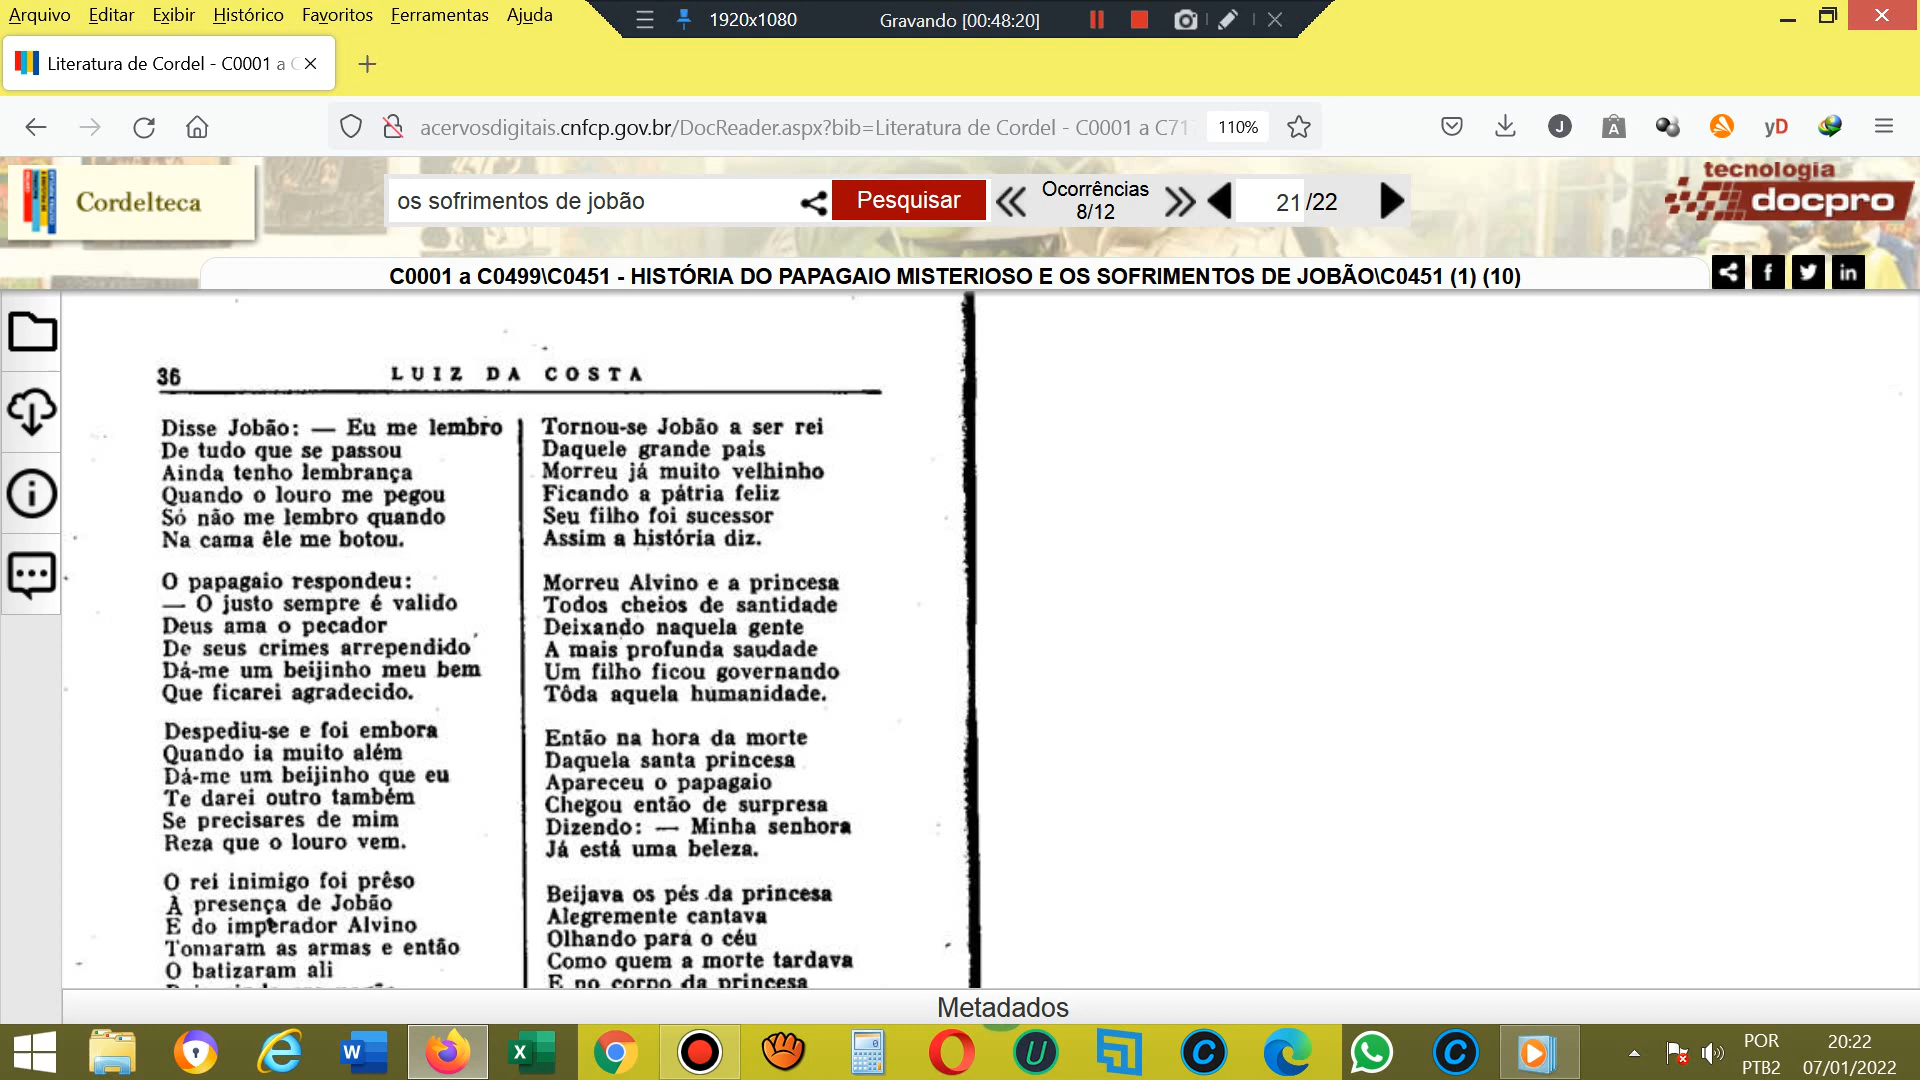 Arquivo Editar Exibir Histórico Favoritos Ferramentas Ajuda
1920x1080 Gravando [00:48:20]
Literatura de Cordel - C0001 a C
acervosdigitais.cnfcp.gov.br/DocReader.aspx?bib=Literatura de Cordel - C0001 a C717 110%
Cordelteca
os sofrimentos de jobão
Pesquisar
Ocorrências
8/12
21 /22
tecnologia
docpro
C0001 a C0499\C0451 - HISTÓRIA DO PAPAGAIO MISTERIOSO E OS SOFRIMENTOS DE JOBÃO\C0451 (1) (10)
36 LUIZ DA COSTA
Disse Jobão: — Eu me lembro
De tudo que se passou
Ainda tenho lembrança
Quando o louro me pegou
Só não me lembro quando
Na cama êle me botou.
O papagaio respondeu:
— O justo sempre é valido
Deus ama o pecador
De seus crimes arrependido
Dá-me um beijinho meu bem
Que ficarei agradecido.
Despediu-se e foi embora
Quando ia muito além
Dá-me um beijinho que eu
Te darei outro também
Se precisares de mim
Reza que o louro vem.
O rei inimigo foi prêso
À presença de Jobão
E do imperador Alvino
Tomaram as armas e então
O batizaram ali
Tornou-se Jobão a ser rei
Daquele grande país
Morreu já muito velhinho
Ficando a pátria feliz
Seu filho foi sucessor
Assim a história diz.
Morreu Alvino e a princesa
Todos cheios de santidade
Deixando naquela gente
A mais profunda saudade
Um filho ficou governando
Tôda aquela humanidade.
Então na hora da morte
Daquela santa princesa
Apareceu o papagaio
Chegou então de surpresa
Dizendo: — Minha senhora
Já está uma beleza.
Beijava os pés da princesa
Alegremente cantava
Olhando para o céu
Como quem a morte tardava
E no corpo da princesa
Metadados
POR
PTB2
20:22
07/01/2022